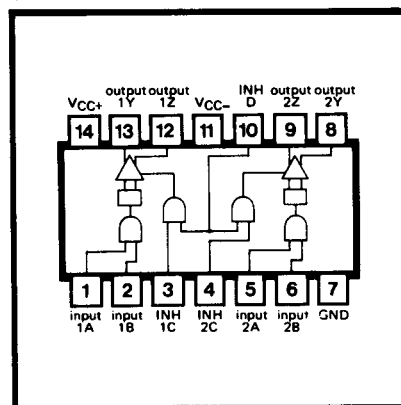 VCC+ output 1Y output 1Z VCC− INH D output 2Z output 2Y
14 13 12 11 10 9 8
1 2 3 4 5 6 7
input 1A input 1B INH 1C INH 2C input 2A input 2B GND